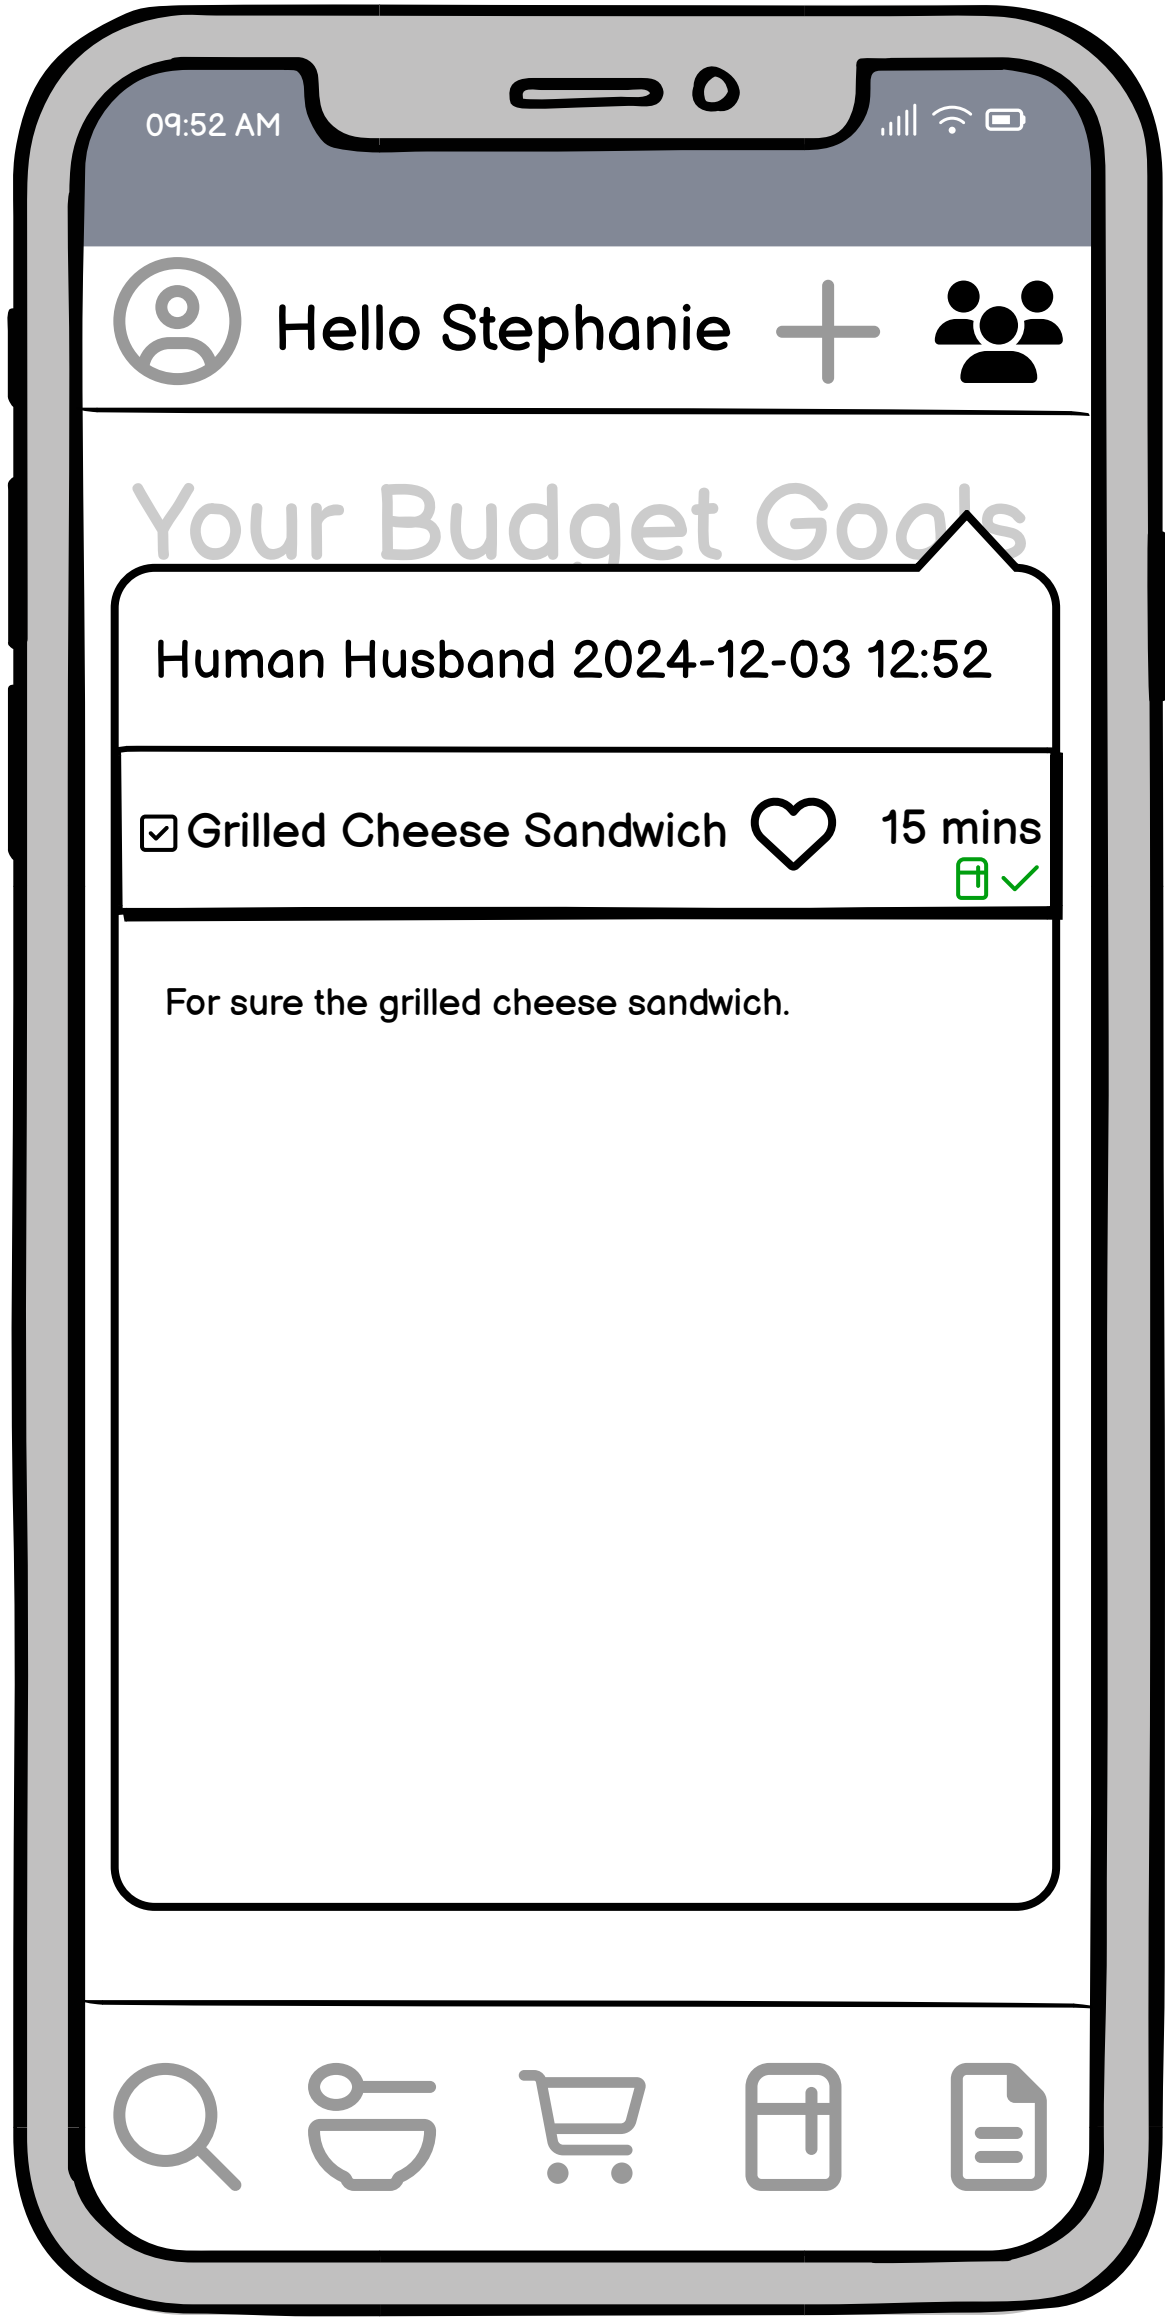 09:52 AM
Hello Stephanie
Your Budget Goals
Human Husband 2024-12-03 12:52
Grilled Cheese Sandwich 15 mins
For sure the grilled cheese sandwich.